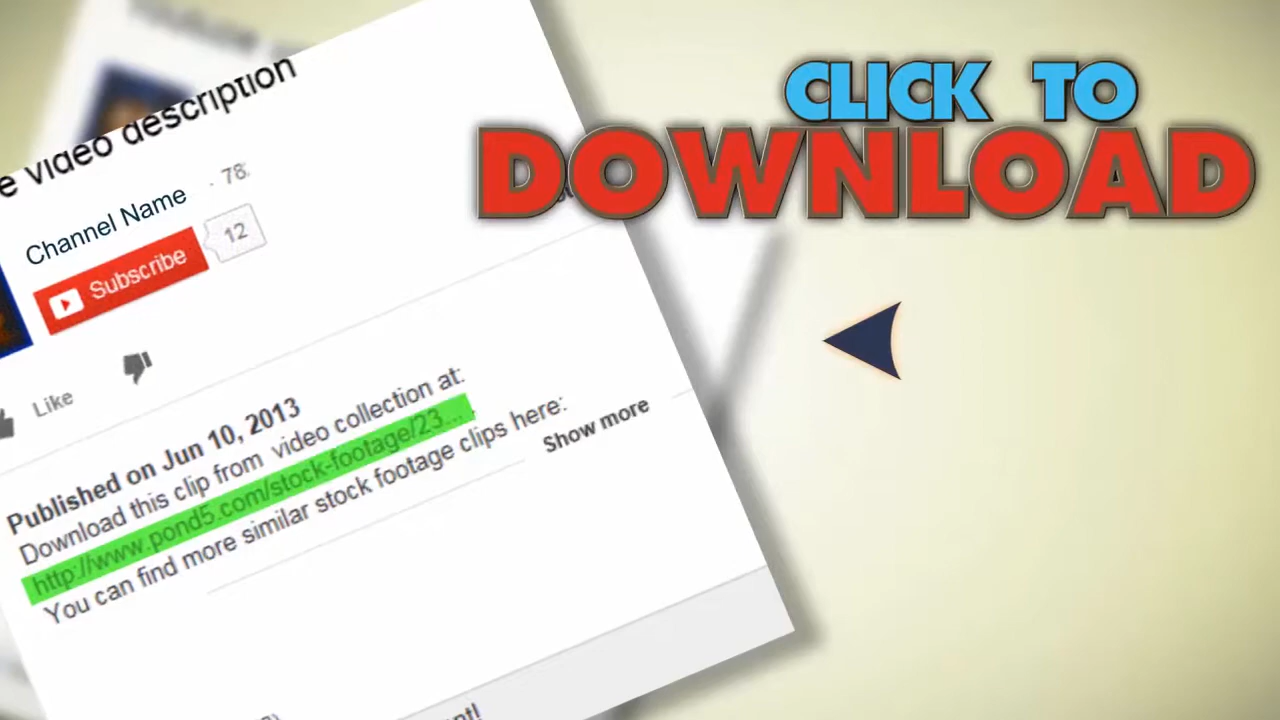 CLICK TO
DOWNLOAD
video description
Channel Name
78
Subscribe
12
Like
Published on Jun 10, 2013
Download this clip from video collection at:
http://www.pond5.com/stock-footage/23...
You can find more similar stock footage clips here:
Show more